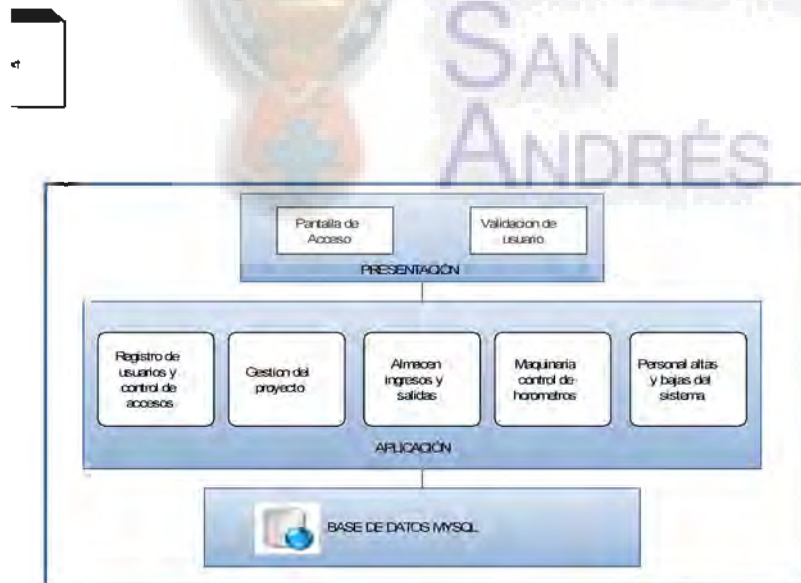 SAN
ANDRÉS
Pantalla de
Acceso
Validacion de
usuario
PRESENTACIÓN
Registro de
usuarios y
control de
accesos
Gestion del
proyecto
Almacen
ingresos y
salidas
Maquinaria
control de
horometros
Personal altas
y bajas del
sistema
APLICACIÓN
BASE DE DATOS MYSQL